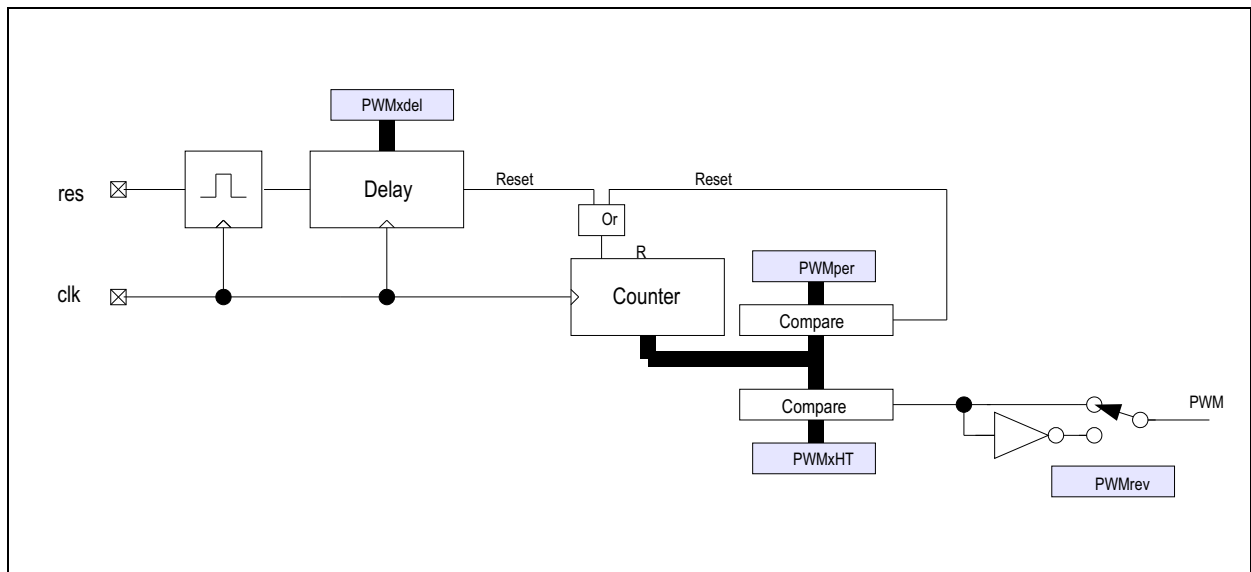 PWMxdel
res
Delay
Reset
Reset
Or
R
clk
Counter
PWMper
Compare
Compare
PWM
PWMxHT
PWMrev